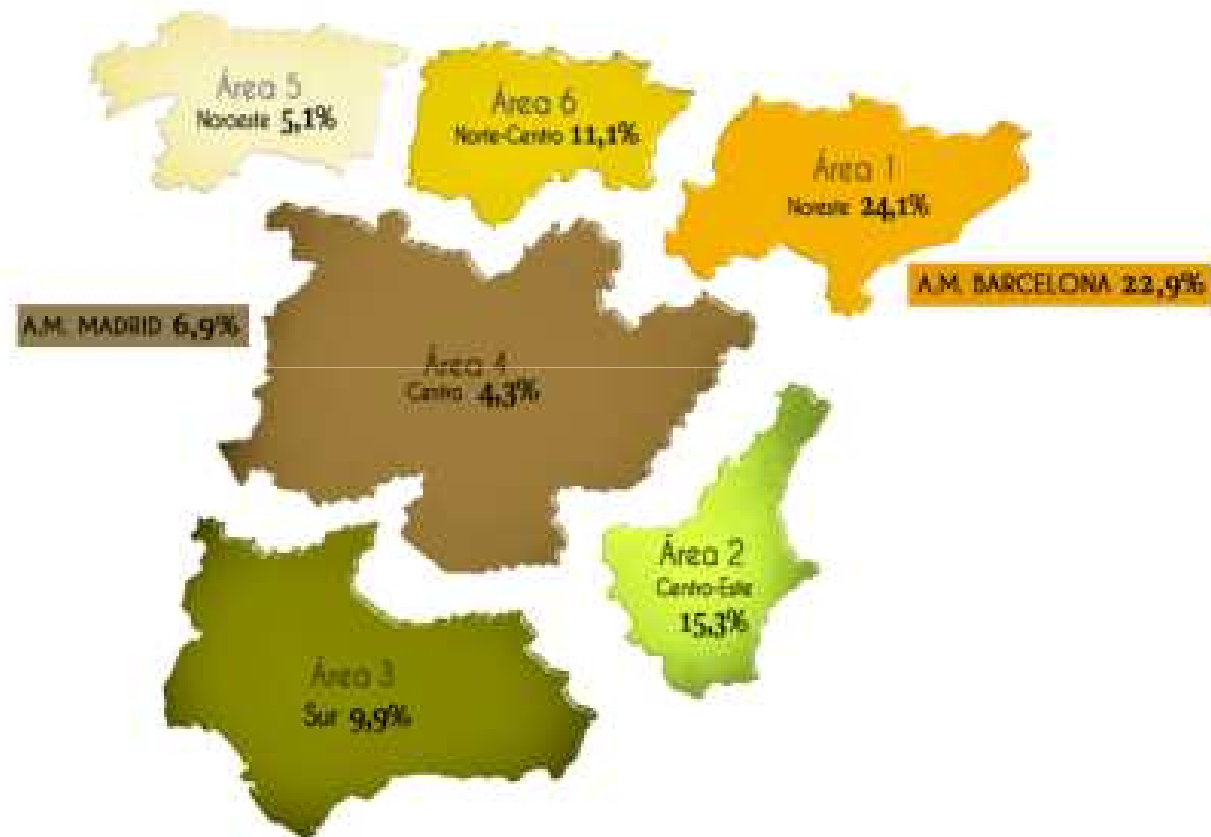 Área 5
Noroeste 5,1%
Área 6
Norte-Centro 11,1%
Área 1
Noreste 24,1%
A.M. BARCELONA 22,9%
A.M. MADRID 6,9%
Área 4
Centro 4,3%
Área 2
Centro-Este
15,3%
Área 3
Sur 9,9%